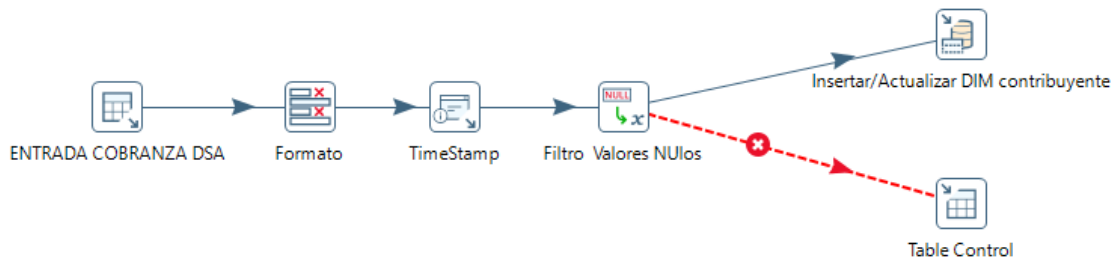 Insertar/Actualizar DIM contribuyente
NULL
x
ENTRADA COBRANZA DSA
Formato
TimeStamp
Filtro Valores NUlos
Table Control